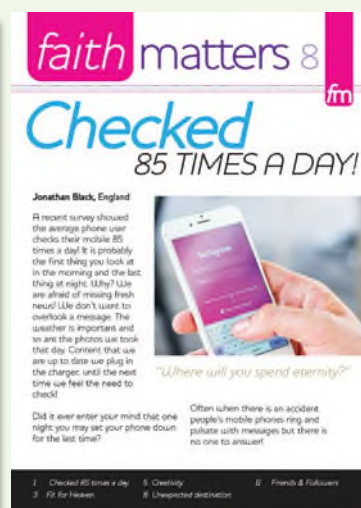 faith matters 8
fm
Checked
85 TIMES A DAY!
Jonathan Black, England
A recent survey showed
the average phone user
checks their mobile 85
times a day! It is probably
the first thing you look at
in the morning and the last
thing at night. Why? We
are afraid of missing fresh
news! We don't want to
overlook a message. The
weather is important and
so are the photos we took
that day. Content that we
are up to date we plug in
the charger, until the next
time we feel the need to
check!
Did it ever enter your mind that one
night you may set your phone down
for the last time?
Instagram
"Where will you spend eternity?"
Often when there is an accident
people's mobile phones ring and
pulsate with messages but there is
no one to answer!
1 Checked 85 times a day
3 Fit for Heaven
5 Creativity
8 Unexpected destination
6 Friends & Followers